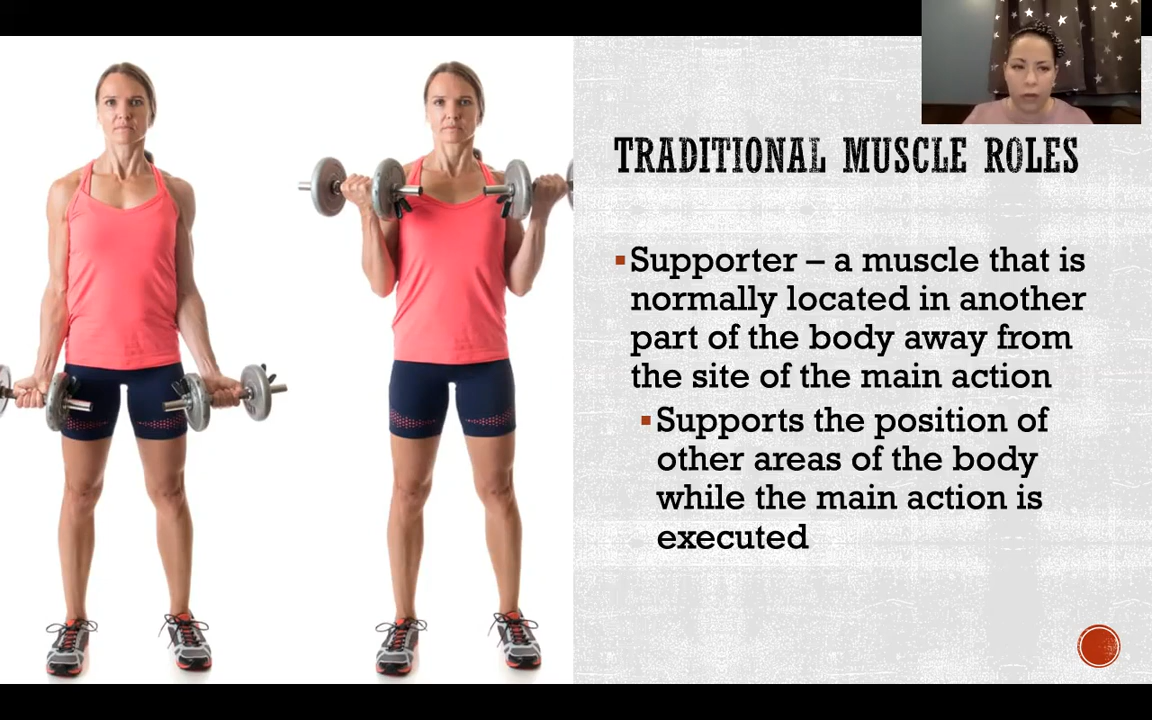 TRADITIONAL MUSCLE ROLES
Supporter – a muscle that is
normally located in another
part of the body away from
the site of the main action
Supports the position of
other areas of the body
while the main action is
executed